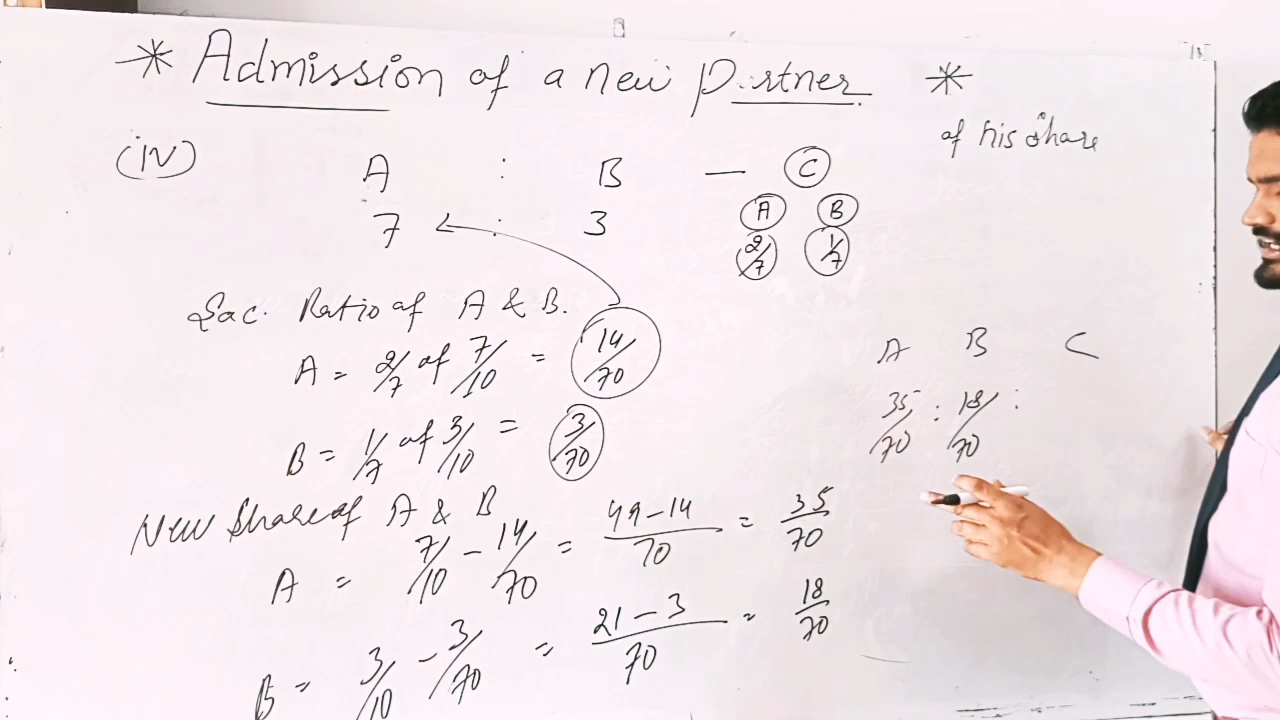 * Admission of a new Partner *
of his share
(IV) A : B — C
7 : 3
A B
2/7 1/7
Sac. Ratio of A & B.
A = 2/7 of 7/10 = 14/70
B = 1/7 of 3/10 = 3/70
A B C
35/70 : 18/70 :
New Share of A & B
A = 7/10 - 14/70 = 49-14/70 = 35/70
B = 3/10 - 3/70 = 21-3/70 = 18/70